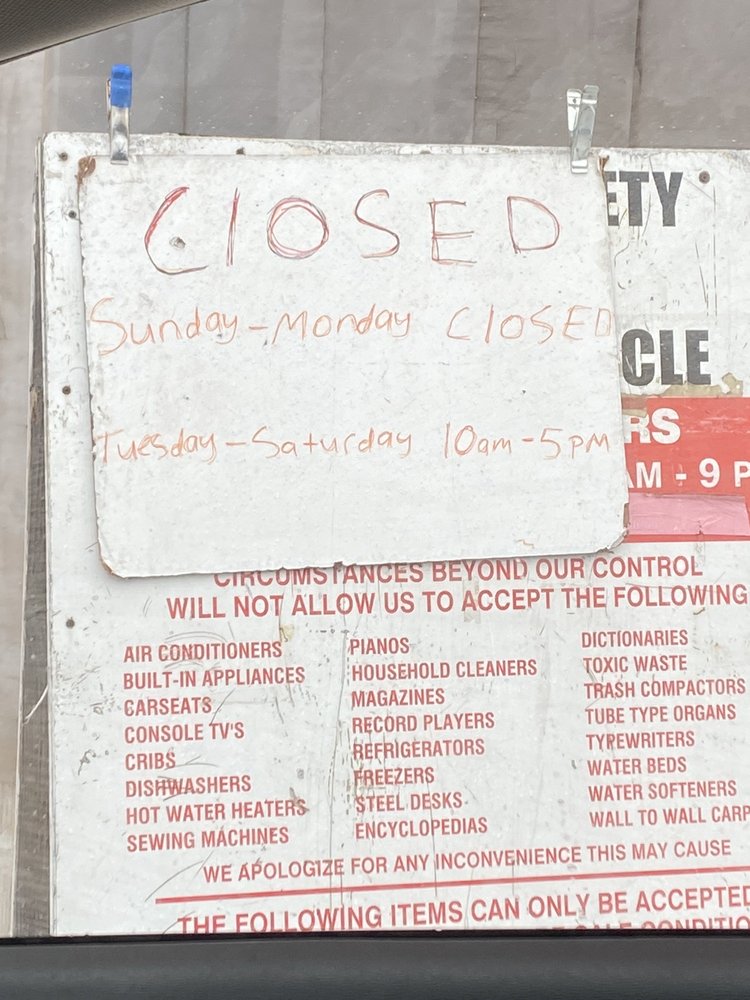 CLOSED
Sunday-Monday CLOSED
Tuesday-Saturday 10am-5pm
ETY
CLE
RS
AM - 9 P
CIRCUMSTANCES BEYOND OUR CONTROL
WILL NOT ALLOW US TO ACCEPT THE FOLLOWING
AIR CONDITIONERS
BUILT-IN APPLIANCES
CARSEATS
CONSOLE TV'S
CRIBS
DISHWASHERS
HOT WATER HEATERS
SEWING MACHINES
PIANOS
HOUSEHOLD CLEANERS
MAGAZINES
RECORD PLAYERS
REFRIGERATORS
FREEZERS
STEEL DESKS
ENCYCLOPEDIAS
DICTIONARIES
TOXIC WASTE
TRASH COMPACTORS
TUBE TYPE ORGANS
TYPEWRITERS
WATER BEDS
WATER SOFTENERS
WALL TO WALL CARP
WE APOLOGIZE FOR ANY INCONVENIENCE THIS MAY CAUSE
THE FOLLOWING ITEMS CAN ONLY BE ACCEPTED